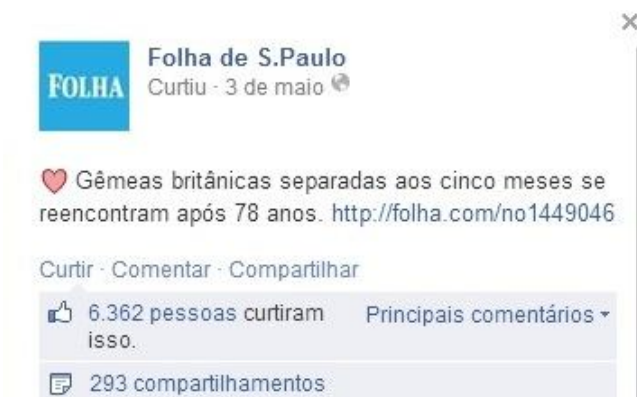 Folha de S.Paulo
FOLHA
Curtiu · 3 de maio
Gêmeas britânicas separadas aos cinco meses se
reencontram após 78 anos. http://folha.com/no1449046
Curtir · Comentar · Compartilhar
6.362 pessoas curtiram
isso.
Principais comentários
293 compartilhamentos